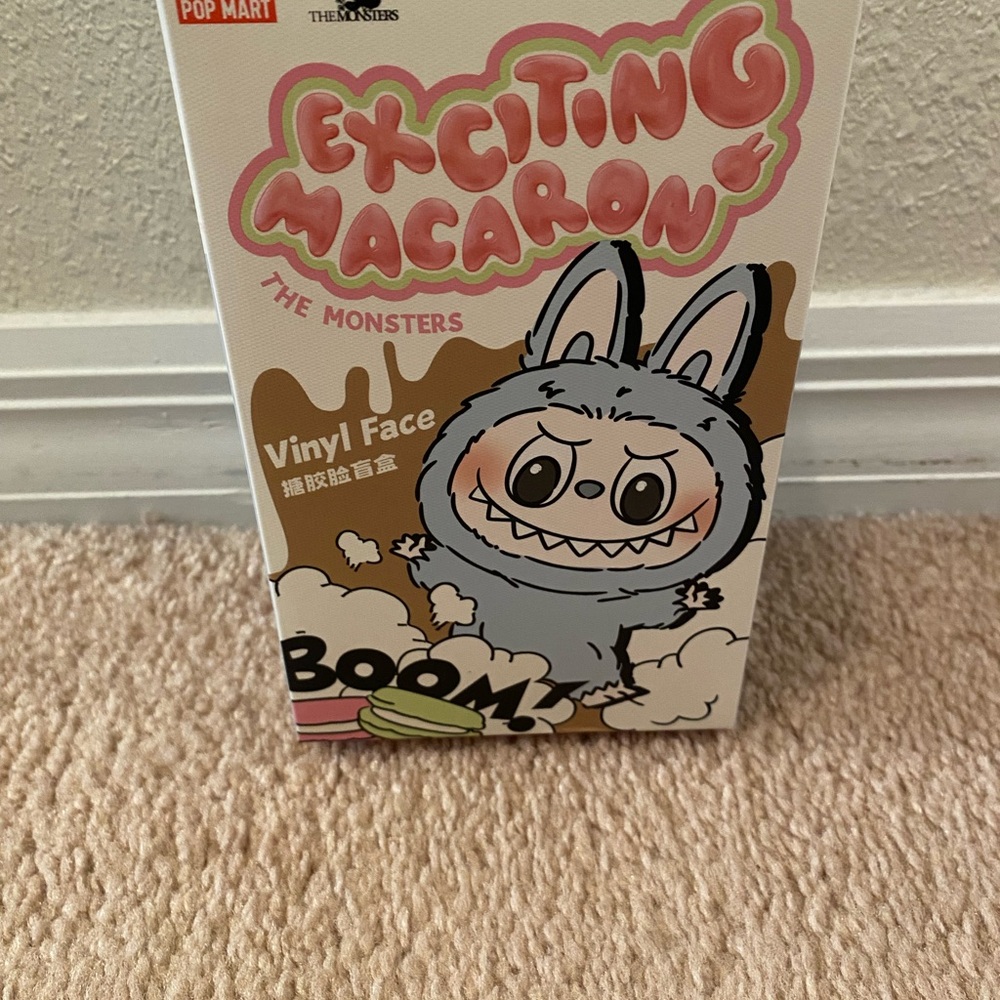 POP MART
THE MONSTERS
EXCITING
MACARON
THE MONSTERS
Vinyl Face
搪胶脸盲盒
BOOM!